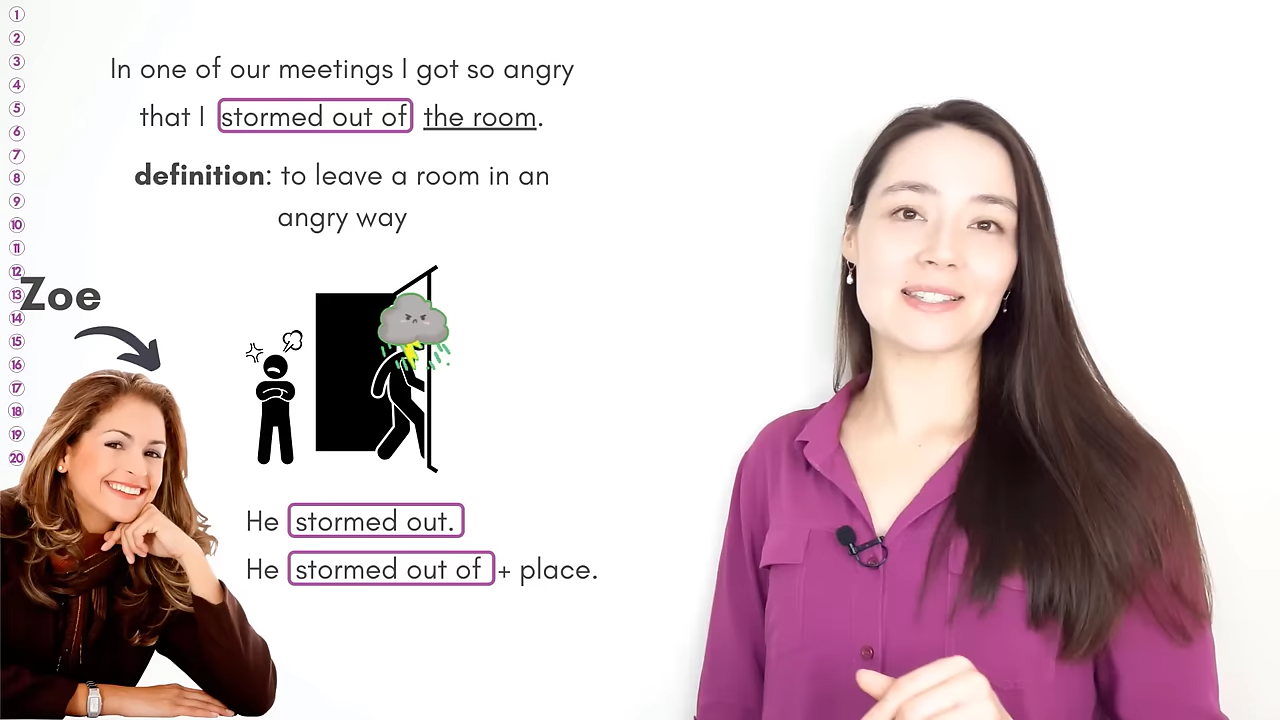 ①
②
③
④
⑤
⑥
⑦
⑧
⑨
⑩
⑪
⑫
⑬
⑭
⑮
⑯
⑰
⑱
⑲
⑳
In one of our meetings I got so angry
that I stormed out of the room.
definition: to leave a room in an
angry way
Zoe
He stormed out.
He stormed out of + place.